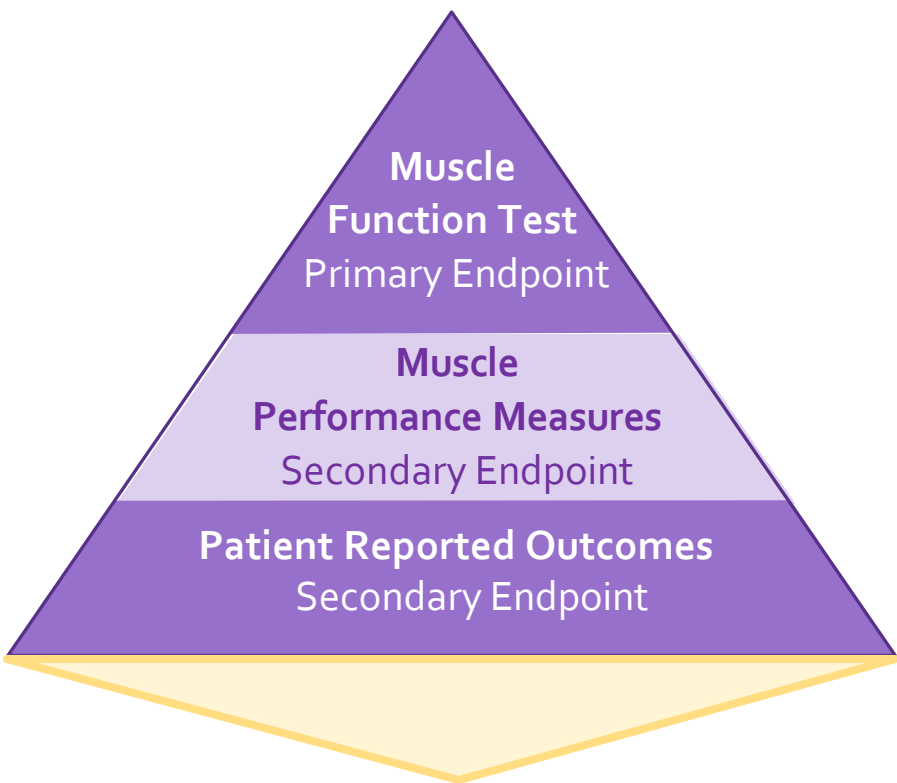 Muscle
Function Test
Primary Endpoint
Muscle
Performance Measures
Secondary Endpoint
Patient Reported Outcomes
Secondary Endpoint